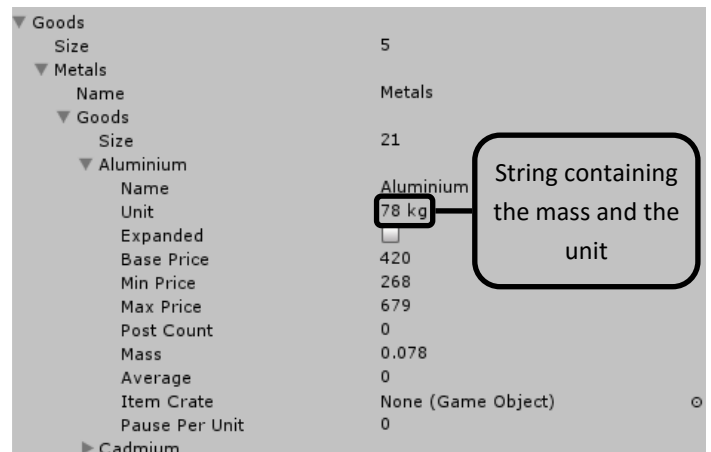 Goods
Size 5
Metals
Name Metals
Goods
Size 21
Aluminium
Name Aluminium
Unit 78 kg
Expanded
Base Price 420
Min Price 268
Max Price 679
Post Count 0
Mass 0.078
Average 0
Item Crate None (Game Object)
Pause Per Unit 0
Cadmium
String containing
the mass and the
unit